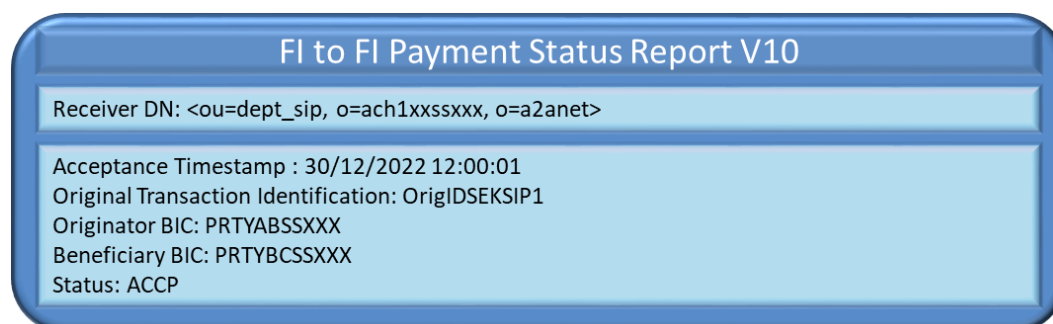 FI to FI Payment Status Report V10
Receiver DN: <ou=dept_sip, o=ach1xxssxxx, o=a2anet>
Acceptance Timestamp : 30/12/2022 12:00:01
Original Transaction Identification: OrigIDSEKSIP1
Originator BIC: PRTYABSSXXX
Beneficiary BIC: PRTYBCSSXXX
Status: ACCP